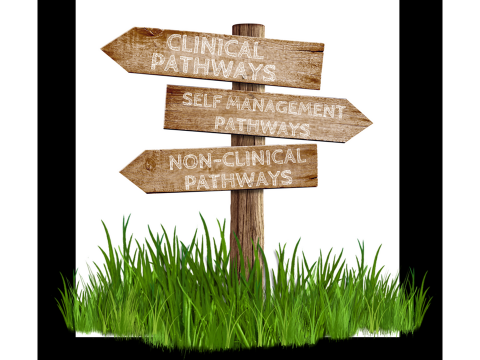 CLINICAL
PATHWAYS
SELF MANAGEMENT
PATHWAYS
NON-CLINICAL
PATHWAYS